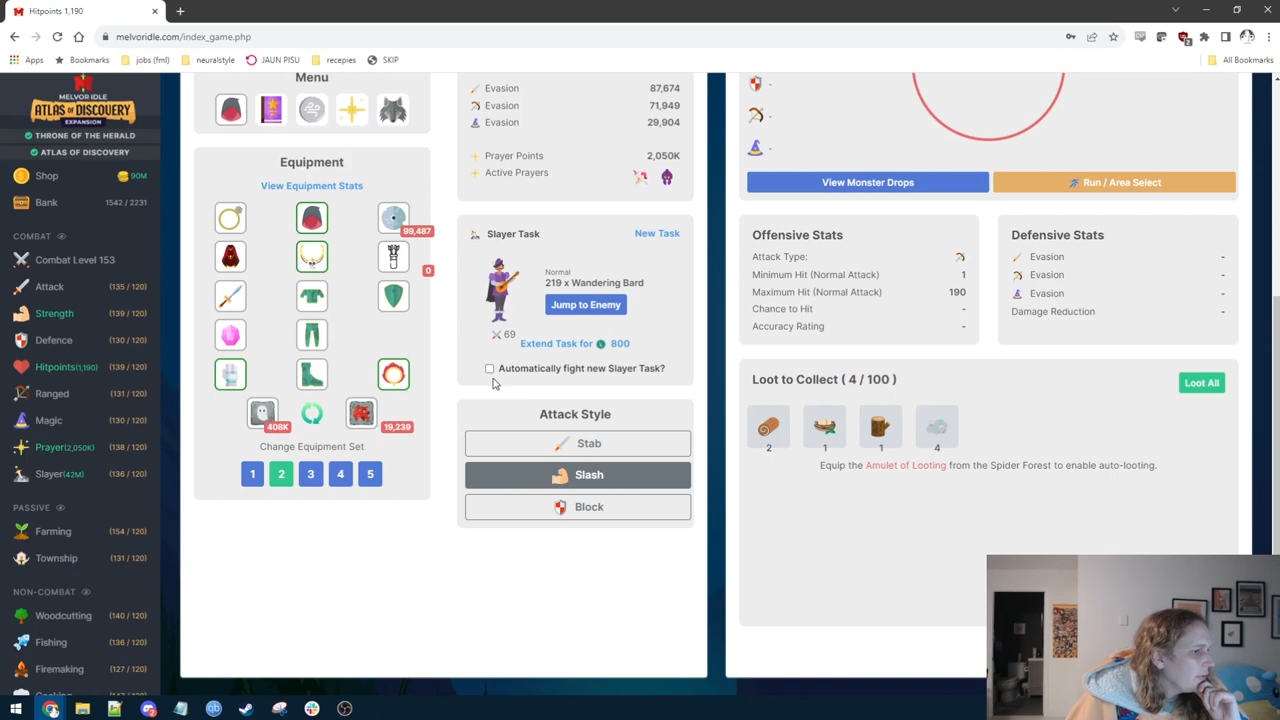 Hitpoints 1,190
melvoridle.com/index_game.php
2
Apps
Bookmarks
jobs (fml)
neuralstyle
JAUN PISU
recepies
SKIP
All Bookmarks
MELVOR IDLE
ATLAS OF DISCOVERY
EXPANSION
THRONE OF THE HERALD
ATLAS OF DISCOVERY
Shop
90M
Bank
1542 / 2231
COMBAT
Combat Level 153
Attack
(135 / 120)
Strength
(139 / 120)
Defence
(130 / 120)
Hitpoints(1,190)
(139 / 120)
Ranged
(130 / 120)
Magic
(130 / 120)
Prayer(2,050K)
(138 / 120)
Slayer(42M)
(136 / 120)
PASSIVE
Farming
(154 / 120)
Township
(131 / 120)
NON-COMBAT
Woodcutting
(140 / 120)
Fishing
(136 / 120)
Firemaking
(127 / 120)
Menu
Equipment
View Equipment Stats
99,487
0
408K
19,239
Change Equipment Set
1
2
3
4
5
Evasion
87,674
Evasion
71,949
Evasion
29,904
Prayer Points
2,050K
Active Prayers
Slayer Task
New Task
Normal
219 x Wandering Bard
Jump to Enemy
69
Extend Task for 800
Automatically fight new Slayer Task?
Attack Style
Stab
Slash
Block
-
-
-
View Monster Drops
Run / Area Select
Offensive Stats
Attack Type:
Minimum Hit (Normal Attack)
1
Maximum Hit (Normal Attack)
190
Chance to Hit
-
Accuracy Rating
-
Defensive Stats
Evasion
-
Evasion
-
Evasion
-
Damage Reduction
-
Loot to Collect ( 4 / 100 )
Loot All
2
1
1
4
Equip the Amulet of Looting from the Spider Forest to enable auto-looting.